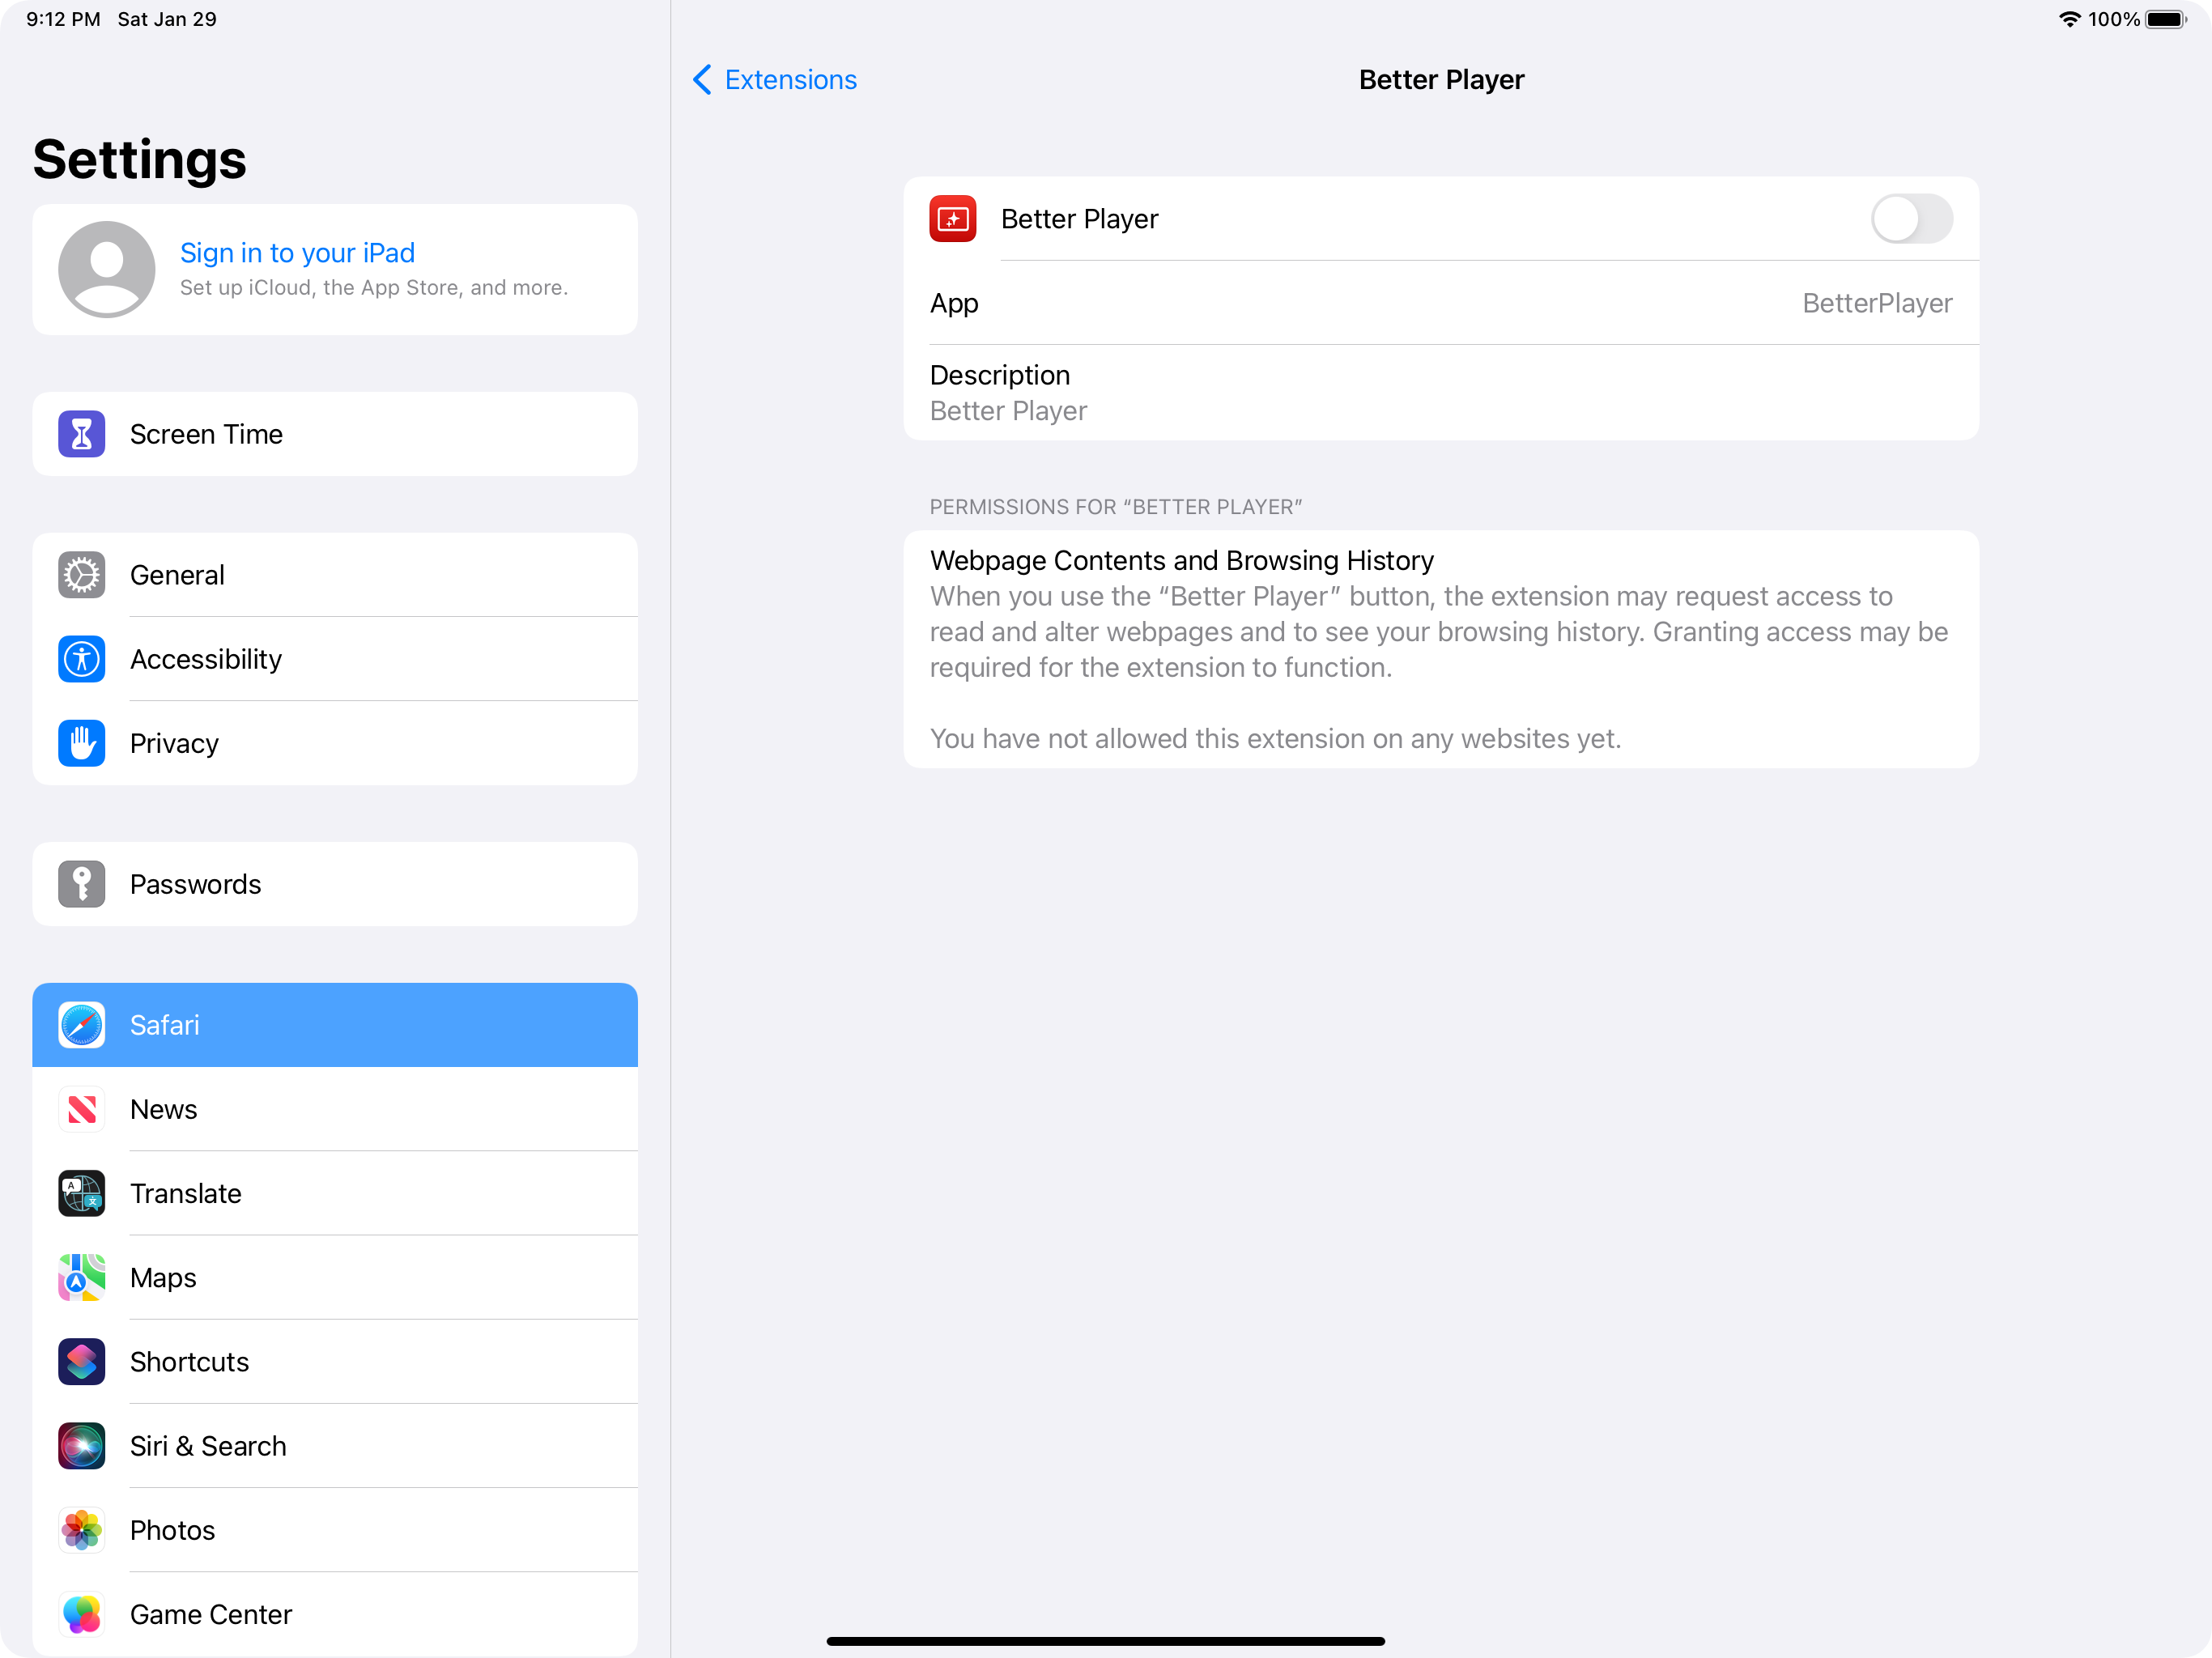 9:12 PM Sat Jan 29
100%
Settings
Sign in to your iPad
Set up iCloud, the App Store, and more.
Screen Time
General
Accessibility
Privacy
Passwords
Safari
News
Translate
Maps
Shortcuts
Siri & Search
Photos
Game Center
Extensions
Better Player
Better Player
App
BetterPlayer
Description
Better Player
PERMISSIONS FOR “BETTER PLAYER”
Webpage Contents and Browsing History
When you use the “Better Player” button, the extension may request access to
read and alter webpages and to see your browsing history. Granting access may be
required for the extension to function.
You have not allowed this extension on any websites yet.